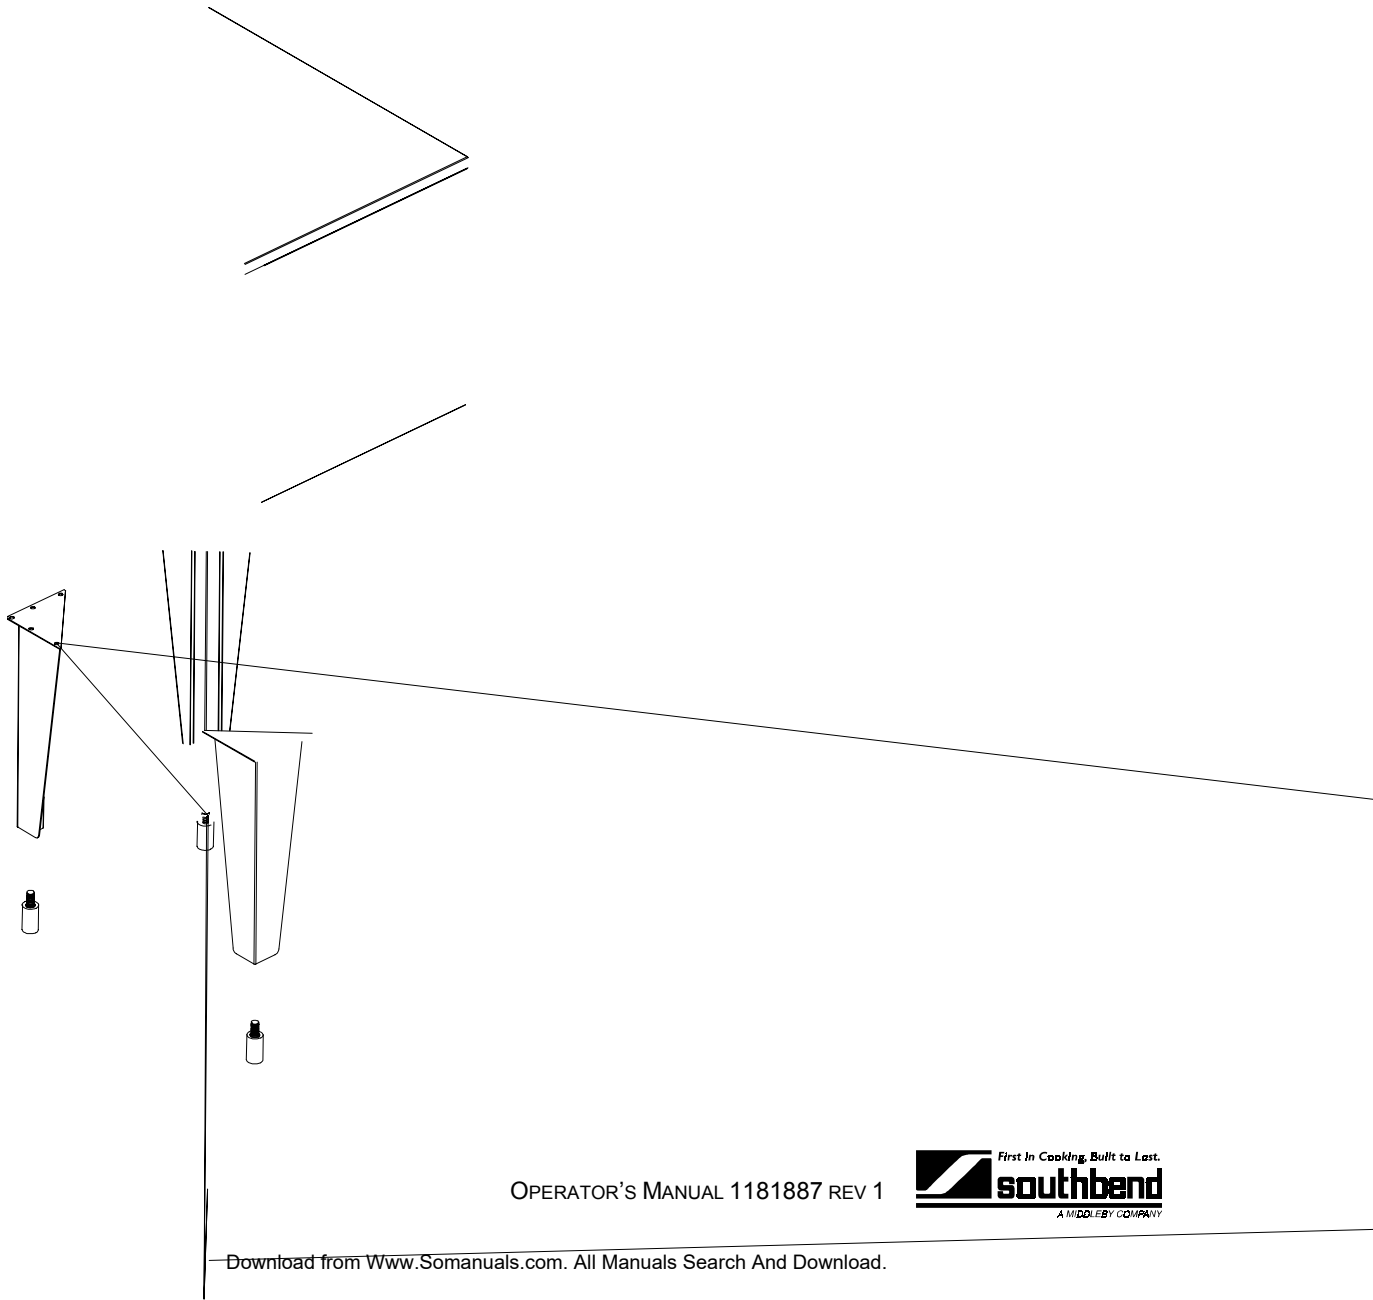 First in Cooking, Built to Last.
OPERATOR'S MANUAL 1181887 REV 1
southbend
A MIDDLEBY COMPANY
Download from Www.Somanuals.com. All Manuals Search And Download.